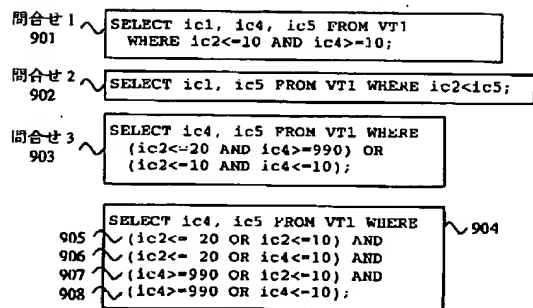 問合せ 1
901
SELECT ic1, ic4, ic5 FROM VT1
WHERE ic2<=10 AND ic4>=10;
問合せ 2
902
SELECT ic1, ic5 FROM VT1 WHERE ic2<ic5;
問合せ 3
903
SELECT ic4, ic5 FROM VT1 WHERE
(ic2<=20 AND ic4>=990) OR
(ic2<=10 AND ic4<=10);
SELECT ic4, ic5 FROM VT1 WHERE
904
905 (ic2<= 20 OR ic2<=10) AND
906 (ic2<= 20 OR ic4<=10) AND
907 (ic4>=990 OR ic2<=10) AND
908 (ic4>=990 OR ic4<=10);